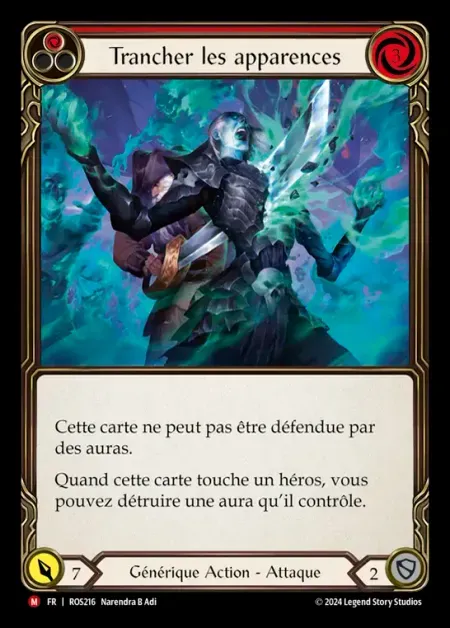 Trancher les apparences
3
Cette carte ne peut pas être défendue par
des auras.
Quand cette carte touche un héros, vous
pouvez détruire une aura qu'il contrôle.
7
Générique Action - Attaque
2
M FR | ROS216 Narendra B Adi
© 2024 Legend Story Studios